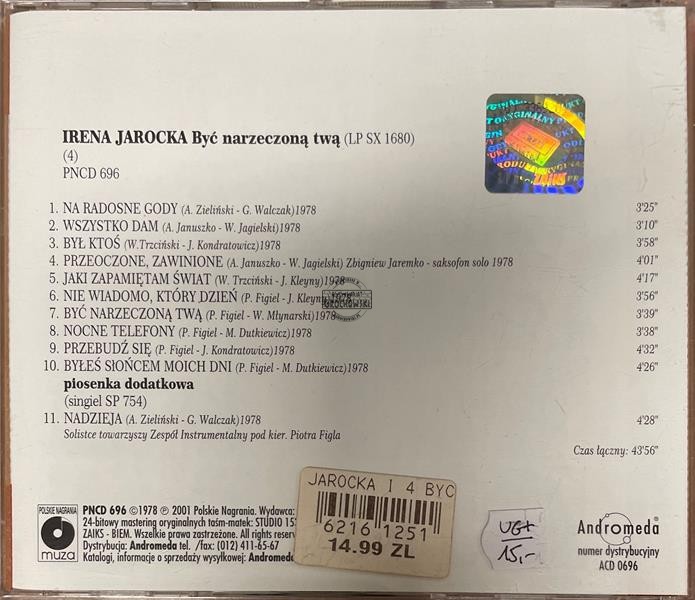 IRENA JAROCKA Być narzeczoną twą (LP SX 1680)
(4)
PNCD 696
ORYGINALNY
ZAiKS
1. NA RADOSNE GODY (A. Zieliński - G. Walczak)1978 3'25"
2. WSZYSTKO DAM (A. Januszko - W. Jagielski)1978 3'10"
3. BYŁ KTOŚ (W.Trzciński - J. Kondratowicz)1978 3'58"
4. PRZEOCZONE, ZAWINIONE (A. Januszko - W. Jagielski) Zbigniew Jaremko - saksofon solo 1978 4'01"
5. JAKI ZAPAMIĘTAM ŚWIAT (W. Trzciński - J. Kleyny)1978 4'17"
6. NIE WIADOMO, KTÓRY DZIEŃ (P. Figiel - J. Kleyny)1978 3'56"
7. BYĆ NARZECZONĄ TWĄ (P. Figiel - W. Młynarski)1978 3'39"
8. NOCNE TELEFONY (P. Figiel - M. Dutkiewicz)1978 3'38"
9. PRZEBUDŹ SIĘ (P. Figiel - J. Kondratowicz)1978 4'32"
10. BYŁEŚ SŁOŃCEM MOICH DNI (P. Figiel - M. Dutkiewicz)1978 4'26"
piosenka dodatkowa
(singiel SP 754)
11. NADZIEJA (A. Zieliński - G. Walczak)1978 4'28"
Solistce towarzyszy Zespół Instrumentalny pod kier. Piotra Figla
Czas łączny: 43'56"
GROCHOWSKI
POLSKIE NAGRANIA
muza
PNCD 696 ©1978 ℗ 2001 Polskie Nagrania. Wydawca:
24-bitowy mastering oryginalnych taśm-matek: STUDIO
ZAIKS - BIEM. Wszelkie prawa zastrzeżone. All rights
Dystrybucja: Andromeda tel. /fax: (012) 411-65-67
Katalogi, informacje o sprzedaży wysyłkowej: Andromeda
JAROCKA I 4 BYC
6216 1251
14.99 ZL
VG+
15,-
Andromeda
numer dystrybucyjny
ACD 0696